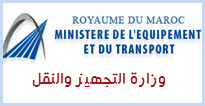 ROYAUME DU MAROC
MINISTERE DE L'EQUIPEMENT
ET DU TRANSPORT
وزارة التجهيز والنقل